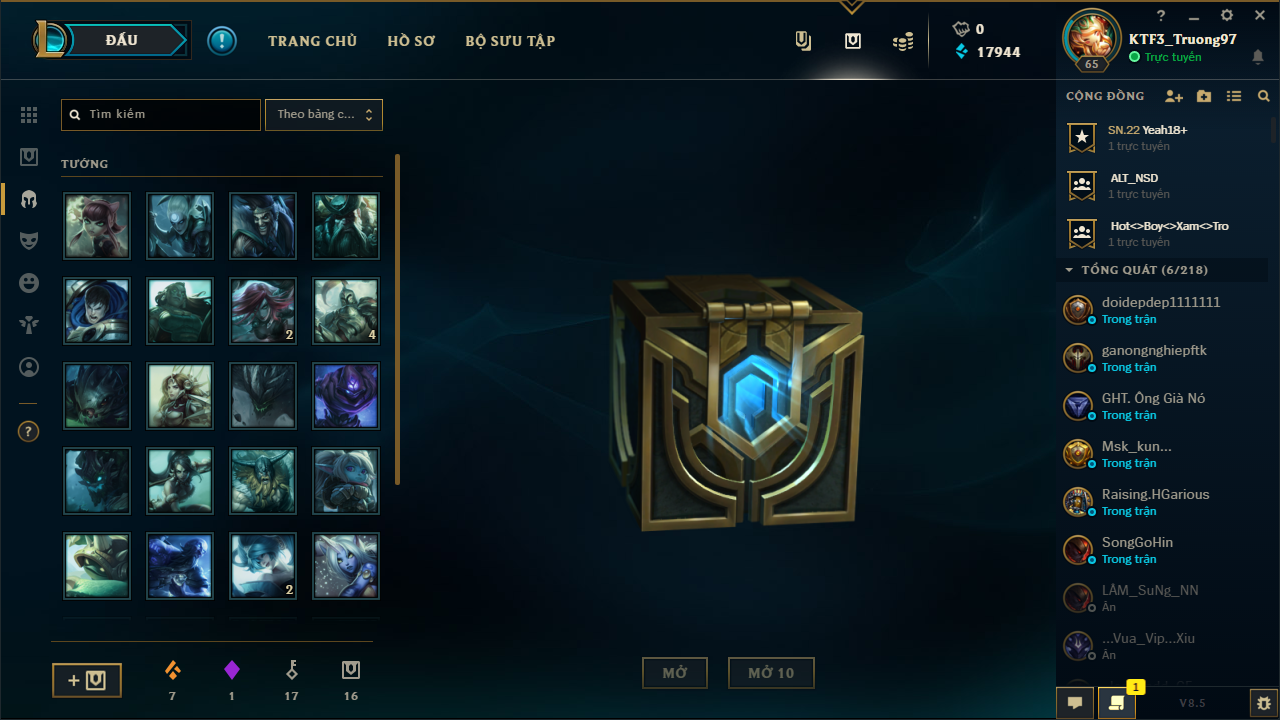 ĐẤU
TRANG CHỦ
HỒ SƠ
BỘ SƯU TẬP
0
17944
?
KTF3_Truong97
Trực tuyến
65
Tìm kiếm
Theo bảng c...
TƯỚNG
2
4
2
?
+
7
1
17
16
MỞ
MỞ 10
CỘNG ĐỒNG
SN.22 Yeah18+
1 trực tuyến
ALT_NSD
1 trực tuyến
Hot<>Boy<>Xam<>Tro
1 trực tuyến
TỔNG QUÁT (6/218)
doidepdep1111111
Trong trận
ganongnghiepftk
Trong trận
GHT. Ông Già Nó
Trong trận
Msk_kun...
Trong trận
Raising.HGarious
Trong trận
SongGoHin
Trong trận
LÂM_SuNg_NN
Ẩn
...Vua_Vip...Xiu
Ẩn
1
V8.5